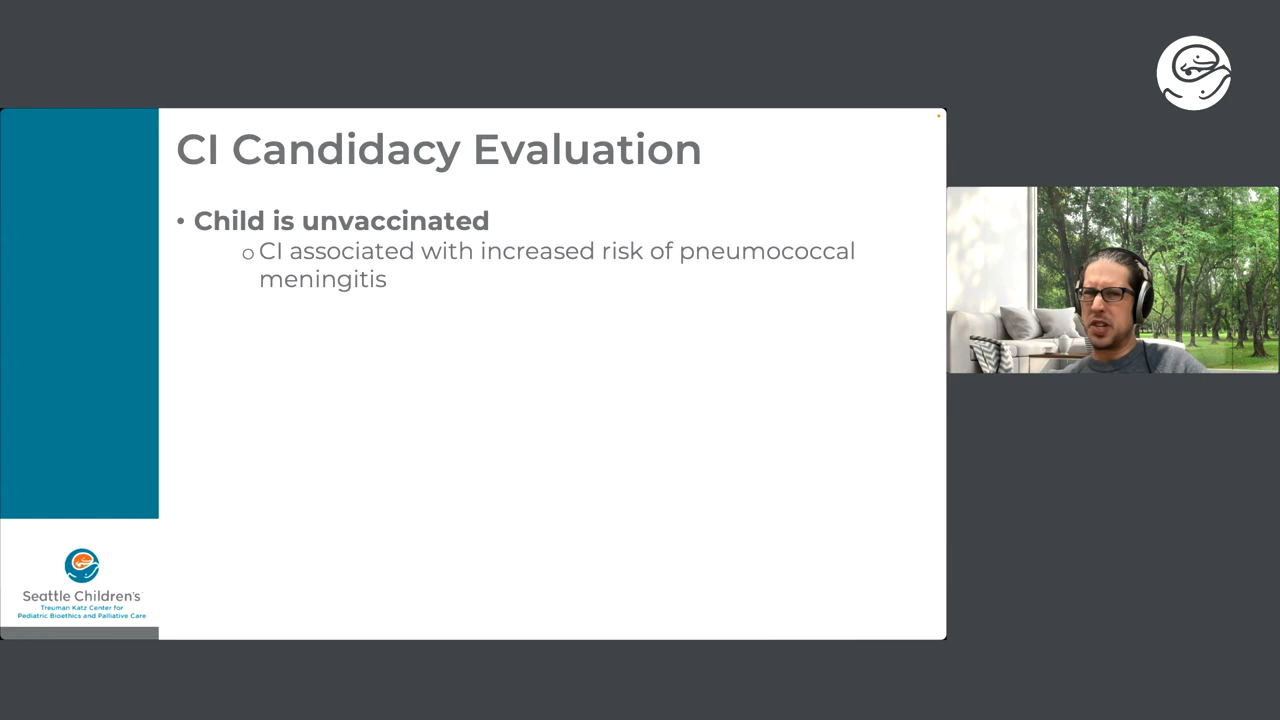 CI Candidacy Evaluation
• Child is unvaccinated
o CI associated with increased risk of pneumococcal
meningitis
Seattle Children's
Treuman Katz Center for
Pediatric Bioethics and Palliative Care